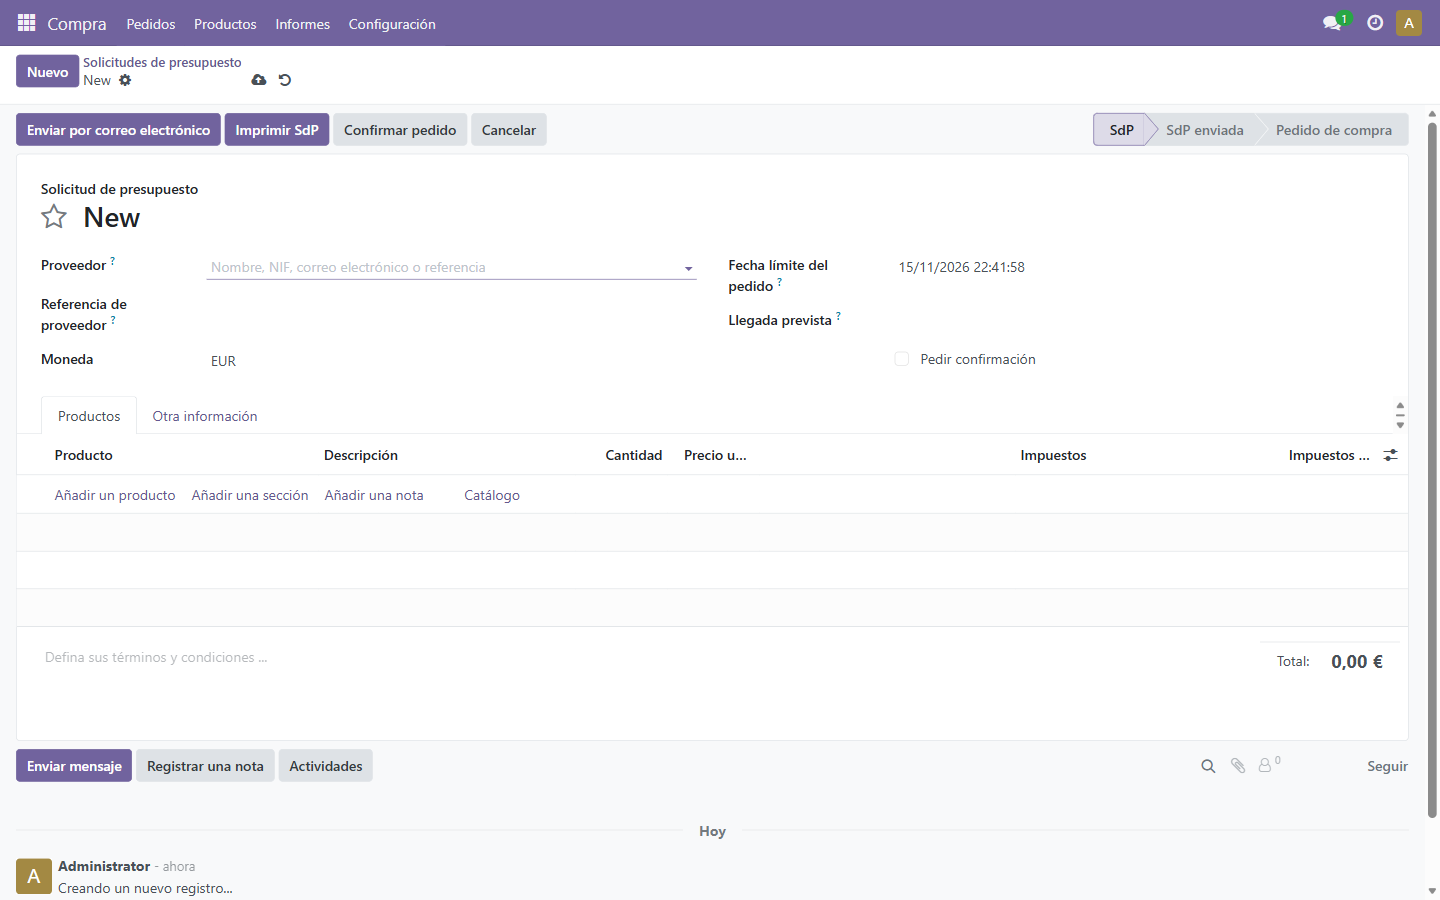 Compra Pedidos Productos Informes Configuración 1 A
Nuevo Solicitudes de presupuesto
New
Enviar por correo electrónico Imprimir SdP Confirmar pedido Cancelar SdP SdP enviada Pedido de compra
Solicitud de presupuesto
New
Proveedor ? Nombre, NIF, correo electrónico o referencia
Fecha límite del pedido ? 15/11/2026 22:41:58
Referencia de proveedor ?
Llegada prevista ?
Moneda EUR
Pedir confirmación
Productos Otra información
Producto Descripción Cantidad Precio u... Impuestos Impuestos ...
Añadir un producto Añadir una sección Añadir una nota Catálogo
Defina sus términos y condiciones ...
Total: 0,00 €
Enviar mensaje Registrar una nota Actividades 0 Seguir
Hoy
A Administrator - ahora
Creando un nuevo registro...